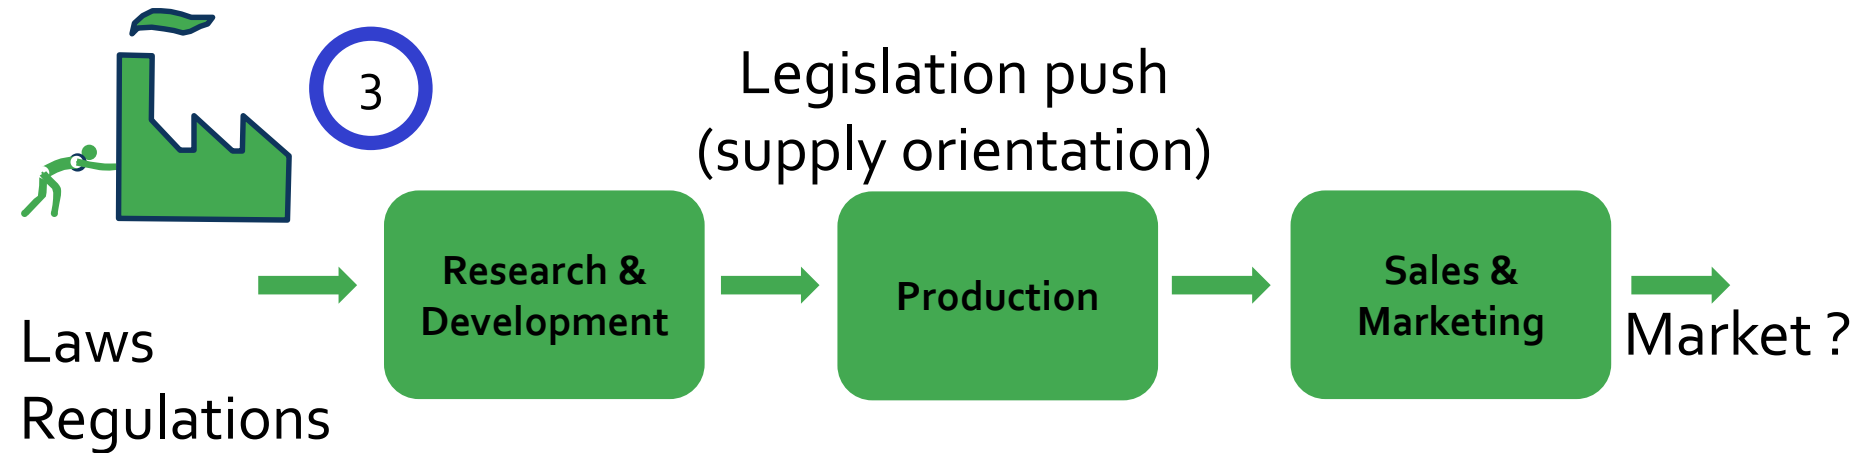 3
Legislation push
(supply orientation)
Research &
Development
Production
Sales &
Marketing
Laws
Regulations
Market ?